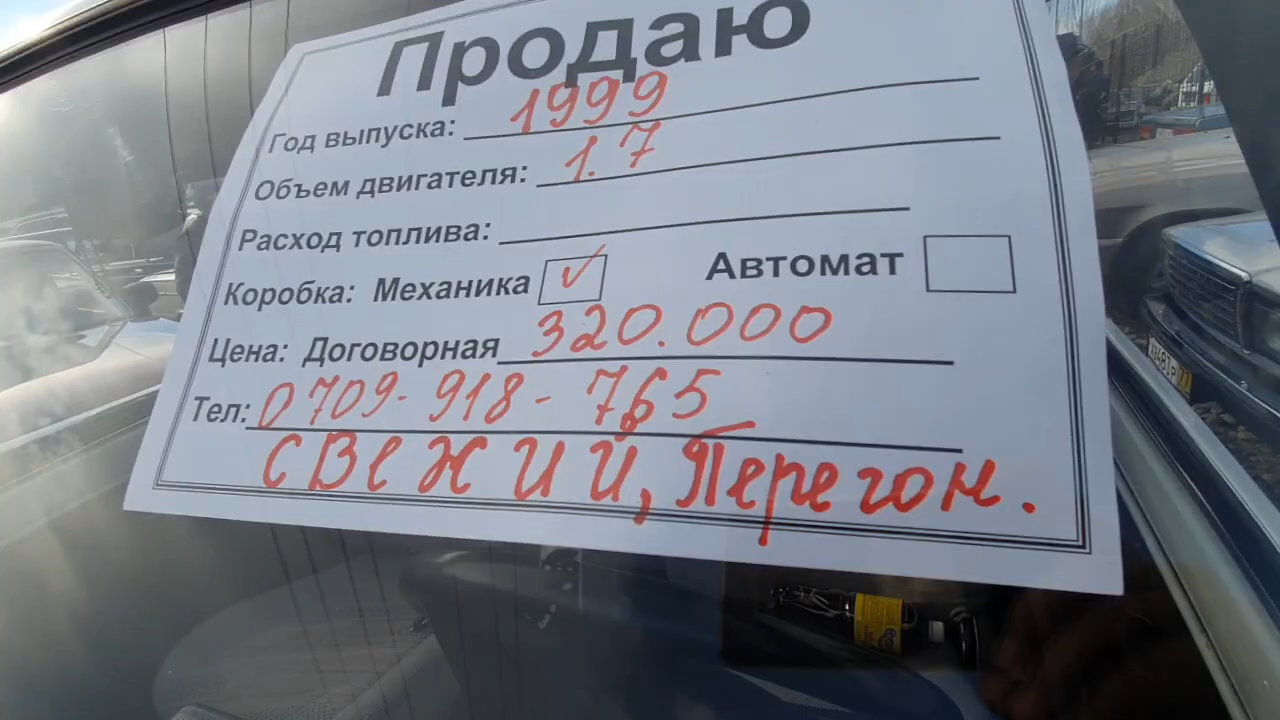 Продаю
Год выпуска: 1999
Объем двигателя: 1.7
Расход топлива:
Коробка: Механика ✓ Автомат
Цена: Договорная 320.000
Тел: 0709-918-765
свежий, Перегон.